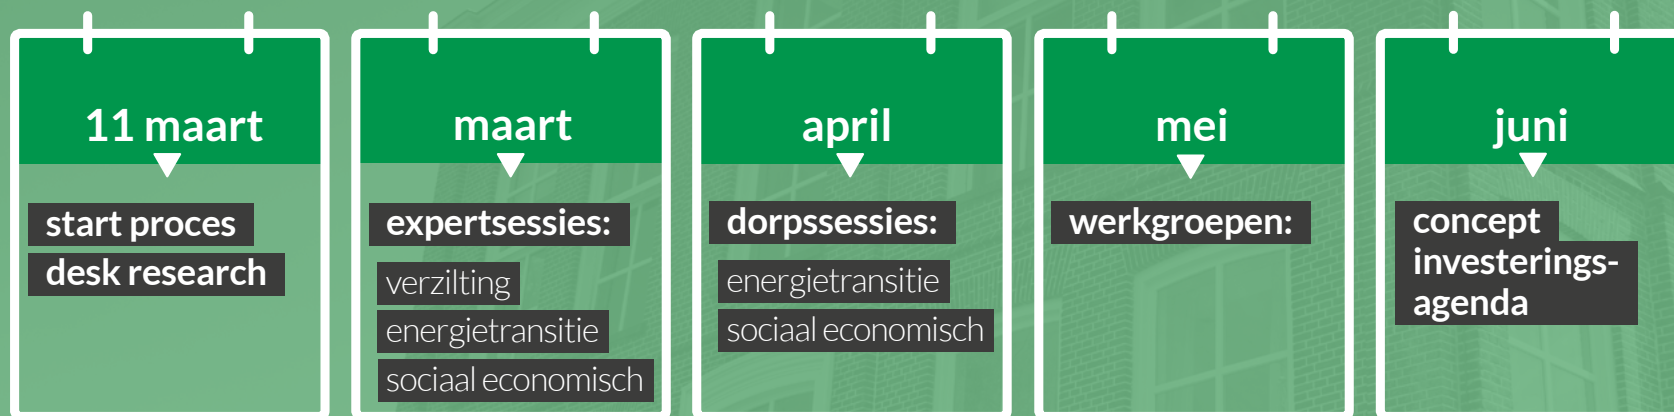 11 maart
start proces
desk research
maart
expertsessies:
verzilting
energietransitie
sociaal economisch
april
dorpssessies:
energietransitie
sociaal economisch
mei
werkgroepen:
juni
concept
investerings-
agenda